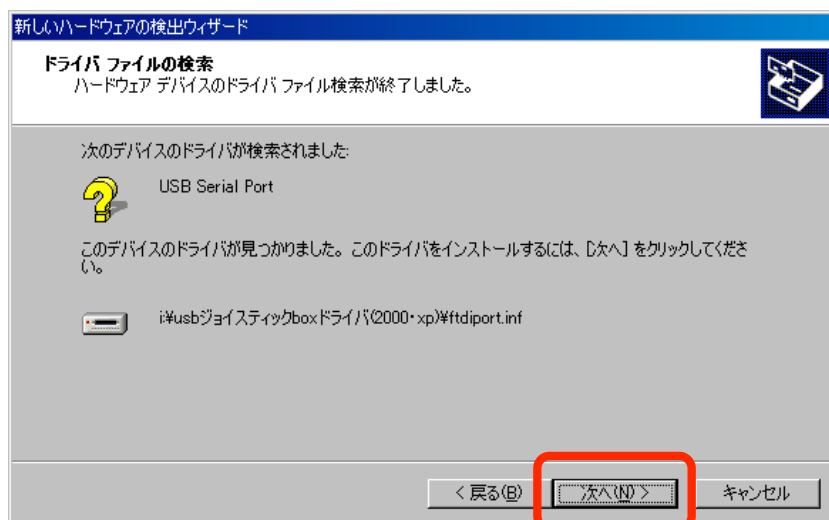 新しいハードウェアの検出ウィザード
ドライバ ファイルの検索
ハードウェア デバイスのドライバ ファイル検索が終了しました。
次のデバイスのドライバが検索されました:
USB Serial Port
このデバイスのドライバが見つかりました。このドライバをインストールするには、[次へ] をクリックしてくださ
い。
i:¥usbジョイスティックboxドライバ(2000・xp)¥ftdiport.inf
< 戻る(B) 次へ(N) > キャンセル